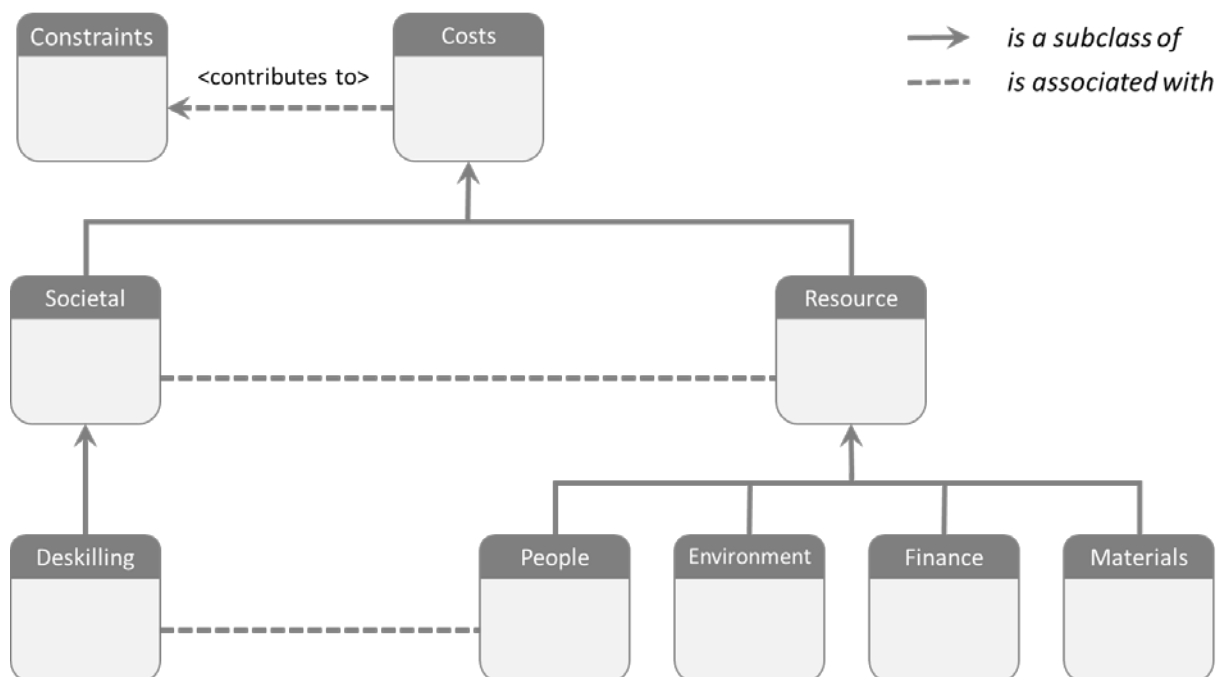 Constraints
Costs
is a subclass of
<contributes to>
is associated with
Societal
Resource
Deskilling
People
Environment
Finance
Materials